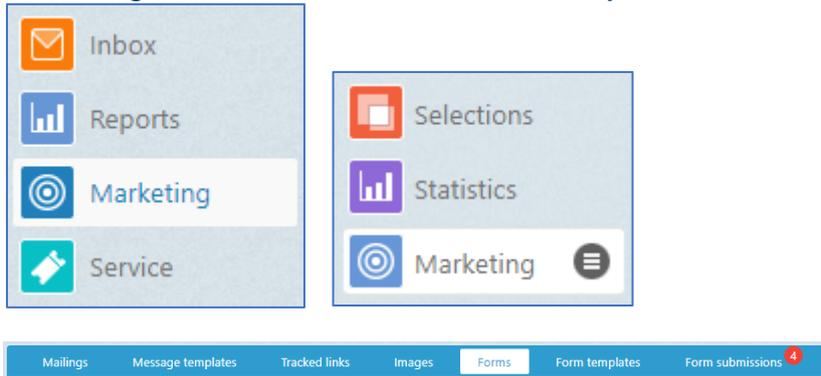 Inbox
Reports
Marketing
Service
Selections
Statistics
Marketing
Mailings Message templates Tracked links Images Forms Form templates Form submissions 4